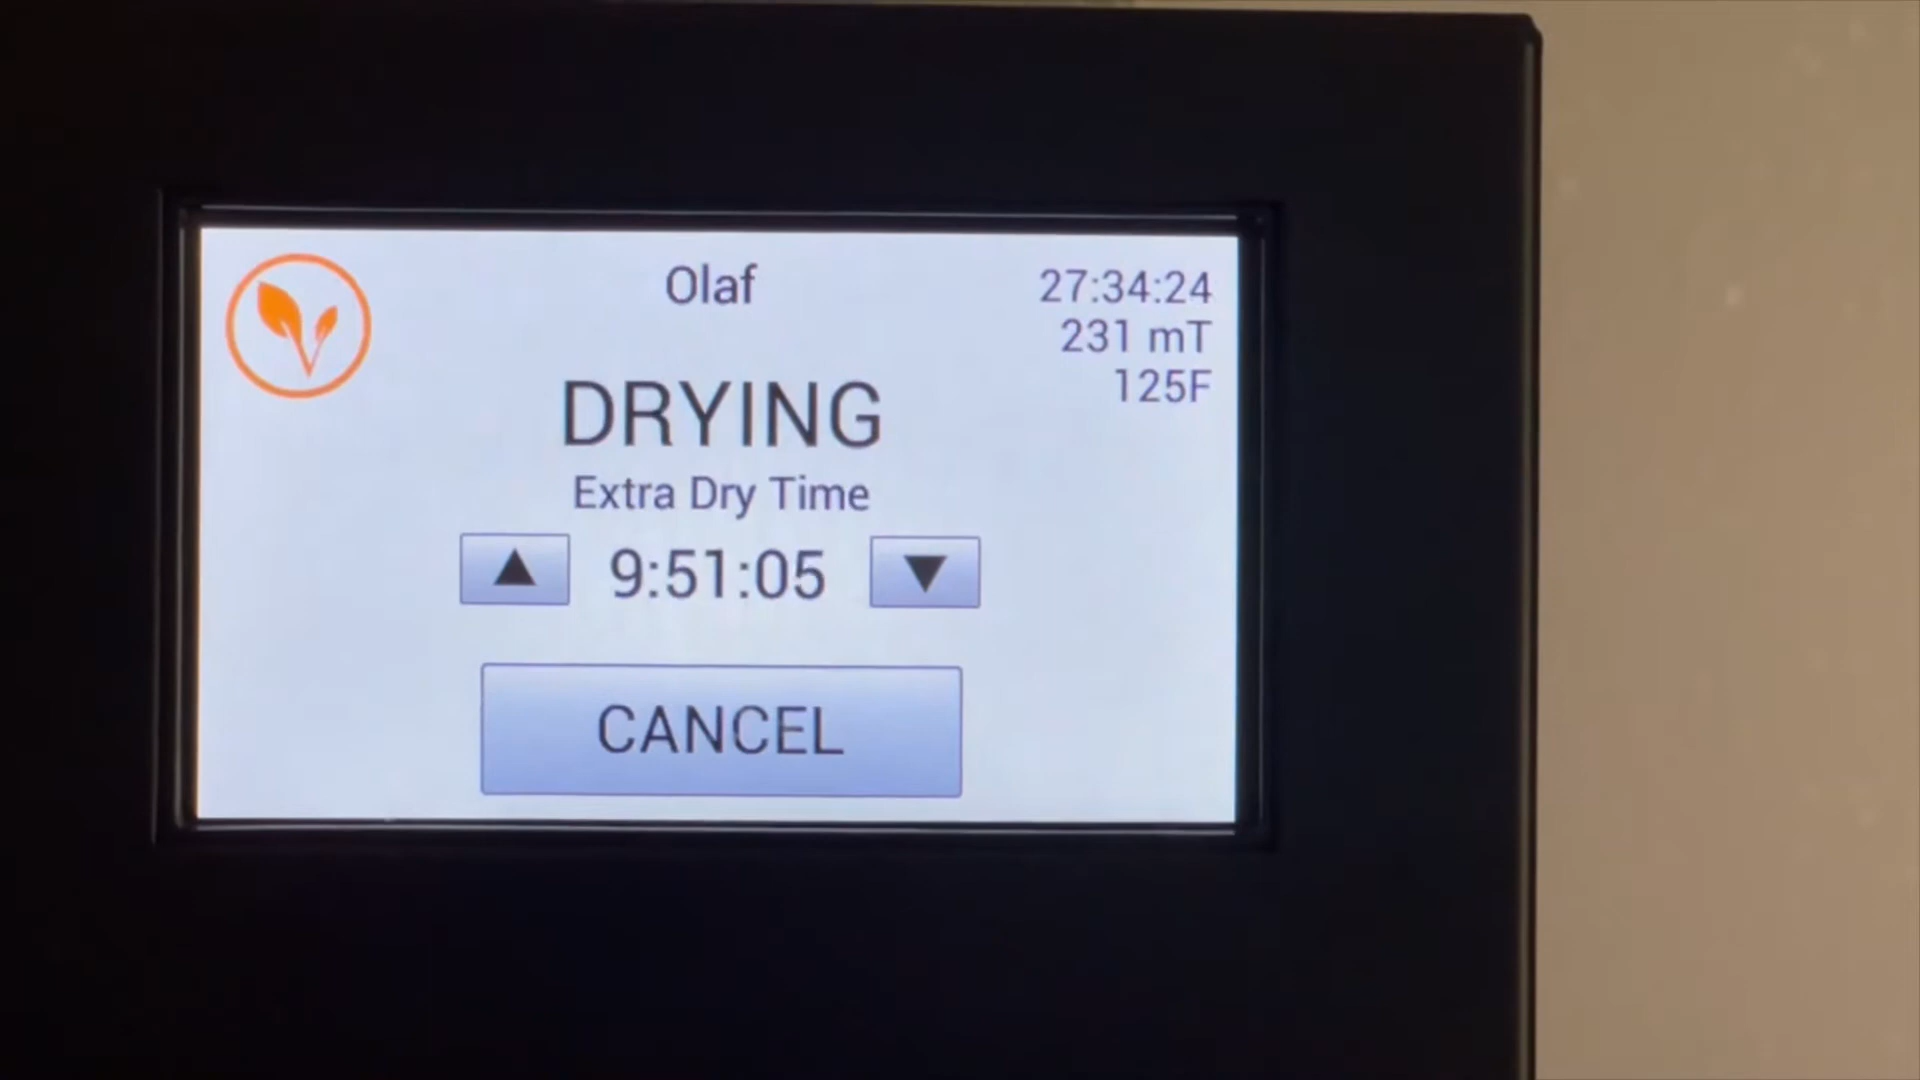 Olaf
27:34:24
231 mT
125F
DRYING
Extra Dry Time
9:51:05
CANCEL